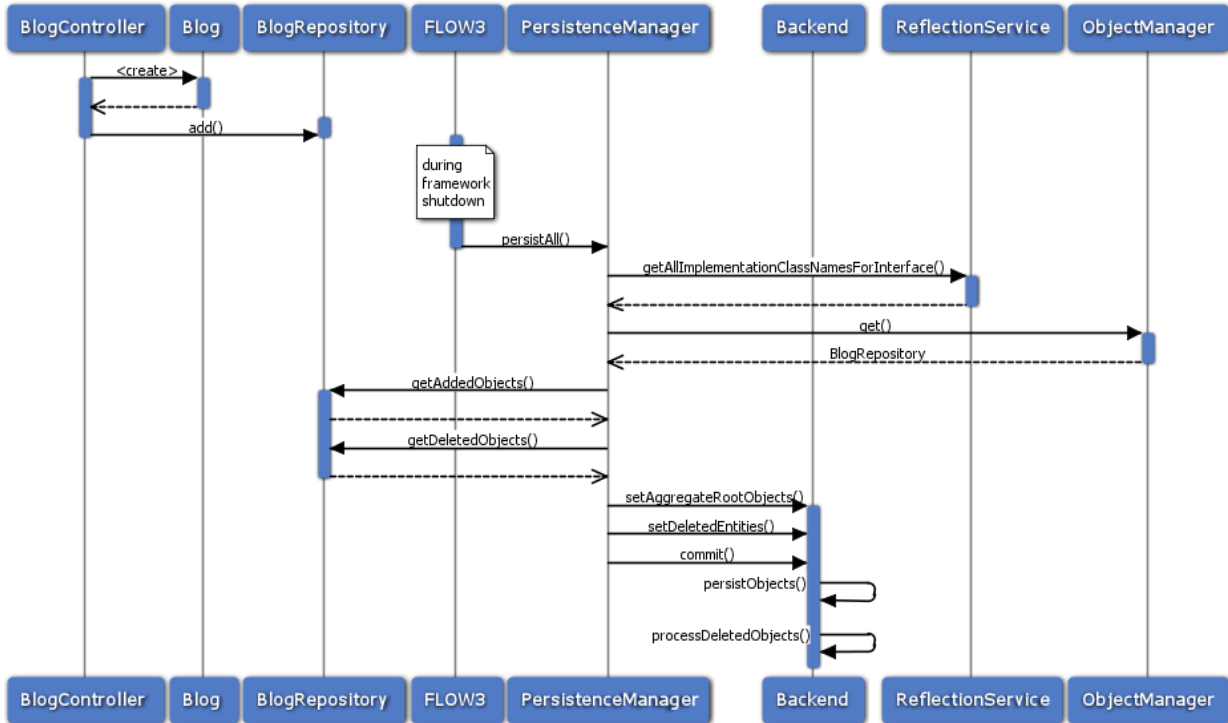 BlogController Blog BlogRepository FLOW3 PersistenceManager Backend ReflectionService ObjectManager
<create>
add()
during
framework
shutdown
persistAll()
getAllImplementationClassNamesForInterface()
get()
BlogRepository
getAddedObjects()
getDeletedObjects()
setAggregateRootObjects()
setDeletedEntities()
commit()
persistObjects()
processDeletedObjects()
BlogController Blog BlogRepository FLOW3 PersistenceManager Backend ReflectionService ObjectManager